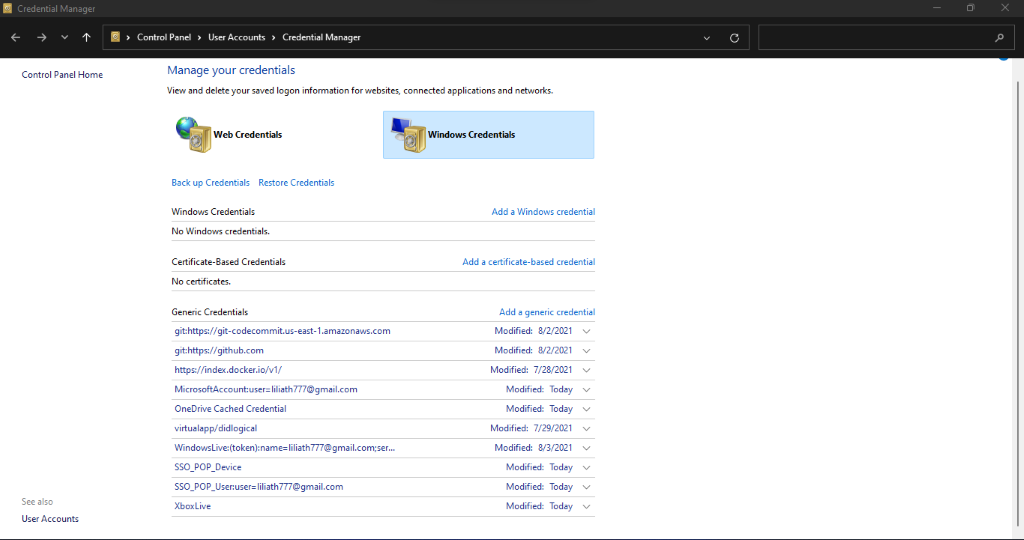 Credential Manager
Control Panel > User Accounts > Credential Manager
Control Panel Home
Manage your credentials
View and delete your saved logon information for websites, connected applications and networks.
Web Credentials
Windows Credentials
Back up Credentials Restore Credentials
Windows Credentials Add a Windows credential
No Windows credentials.
Certificate-Based Credentials Add a certificate-based credential
No certificates.
Generic Credentials Add a generic credential
git:https://git-codecommit.us-east-1.amazonaws.com Modified: 8/2/2021
git:https://github.com Modified: 8/2/2021
https://index.docker.io/v1/ Modified: 7/28/2021
MicrosoftAccount:user=liliath777@gmail.com Modified: Today
OneDrive Cached Credential Modified: Today
virtualapp/didlogical Modified: 7/29/2021
WindowsLive:(token):name=liliath777@gmail.com;ser... Modified: 8/3/2021
SSO_POP_Device Modified: Today
SSO_POP_User:user=liliath777@gmail.com Modified: Today
XboxLive Modified: Today
See also
User Accounts